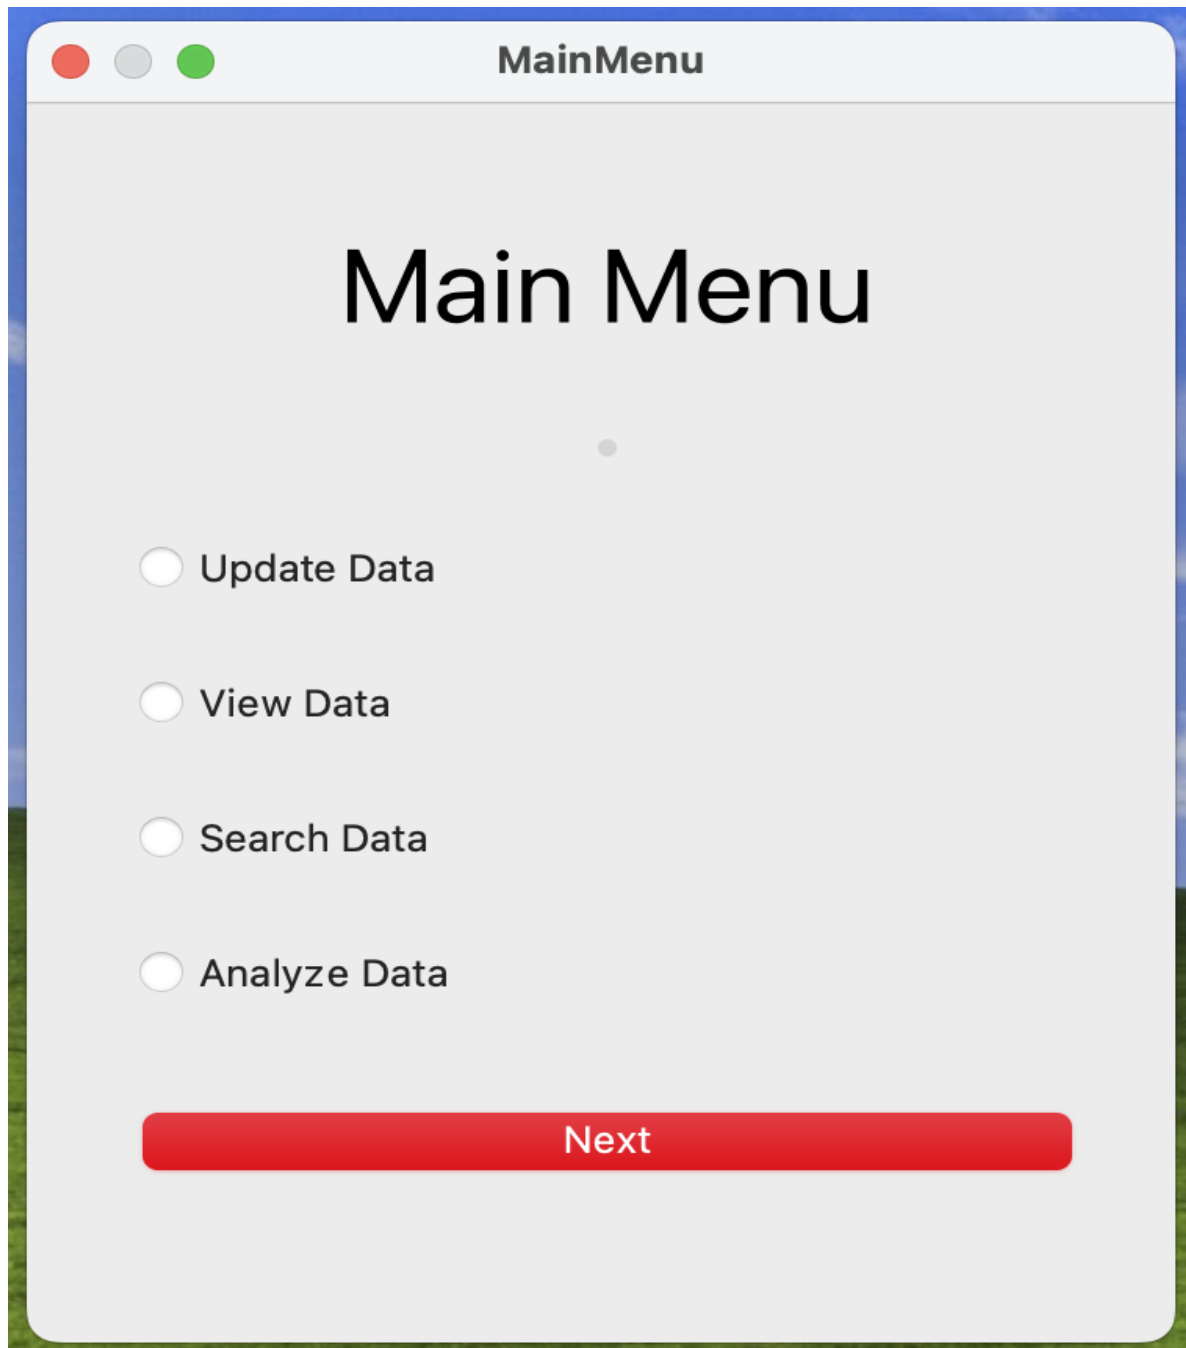 MainMenu
Main Menu
Update Data
View Data
Search Data
Analyze Data
Next